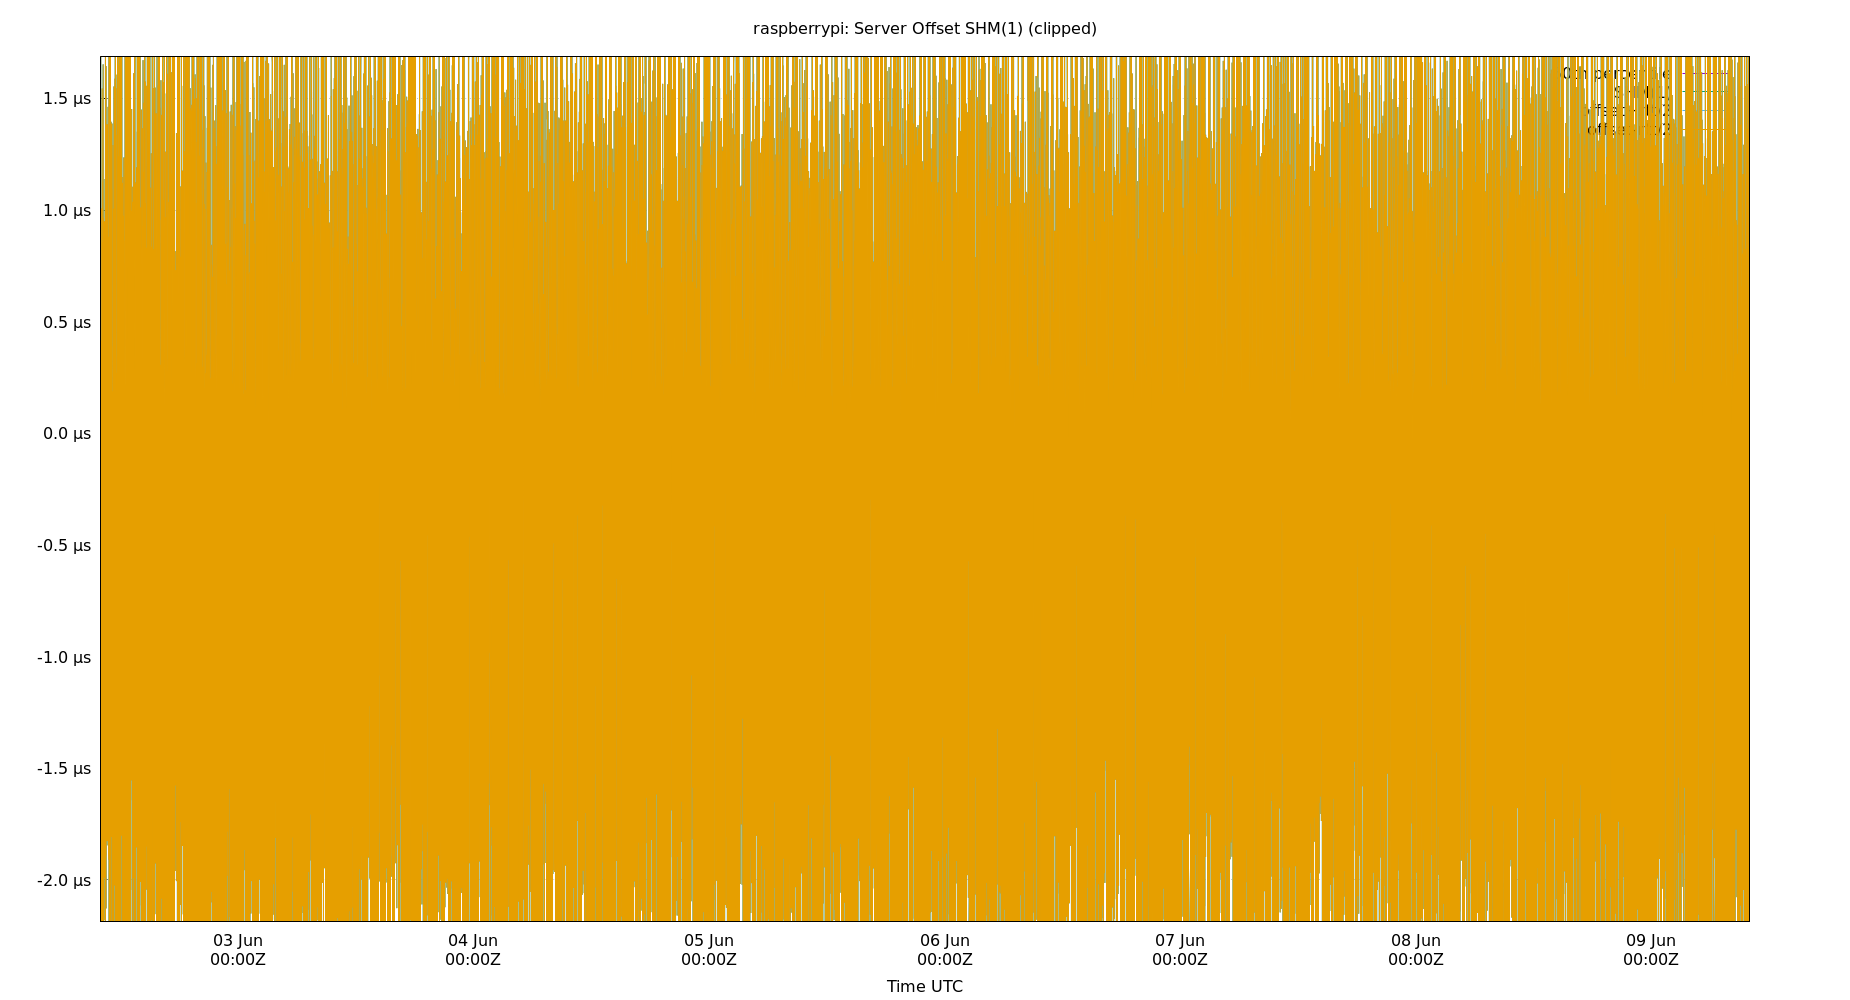 raspberrypi: Server Offset SHM(1) (clipped)
1.5 µs
1.0 µs
0.5 µs
0.0 µs
-0.5 µs
-1.0 µs
-1.5 µs
-2.0 µs
03 Jun 04 Jun 05 Jun 06 Jun 07 Jun 08 Jun 09 Jun
00:00Z 00:00Z 00:00Z 00:00Z 00:00Z 00:00Z 00:00Z
Time UTC